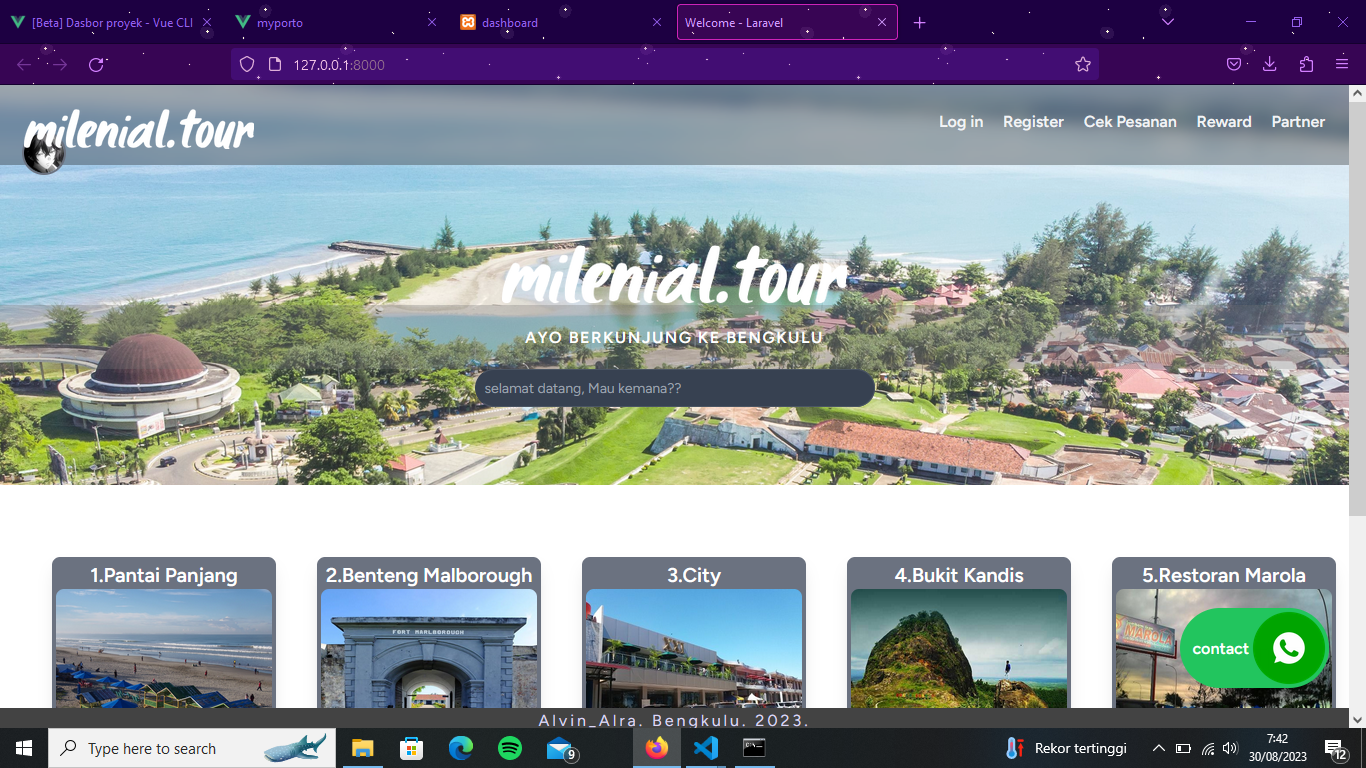 [Beta] Dasbor proyek - Vue CLI
myporto
dashboard
Welcome - Laravel
127.0.0.1:8000
milenial.tour
Log in
Register
Cek Pesanan
Reward
Partner
milenial.tour
AYO BERKUNJUNG KE BENGKULU
selamat datang, Mau kemana??
1.Pantai Panjang
2.Benteng Malborough
3.City
4.Bukit Kandis
5.Restoran Marola
FORT MARLBOROUGH
MAROLA
contact
Alvin_Alra. Bengkulu. 2023.
Type here to search
9
Rekor tertinggi
7:42
30/08/2023
12